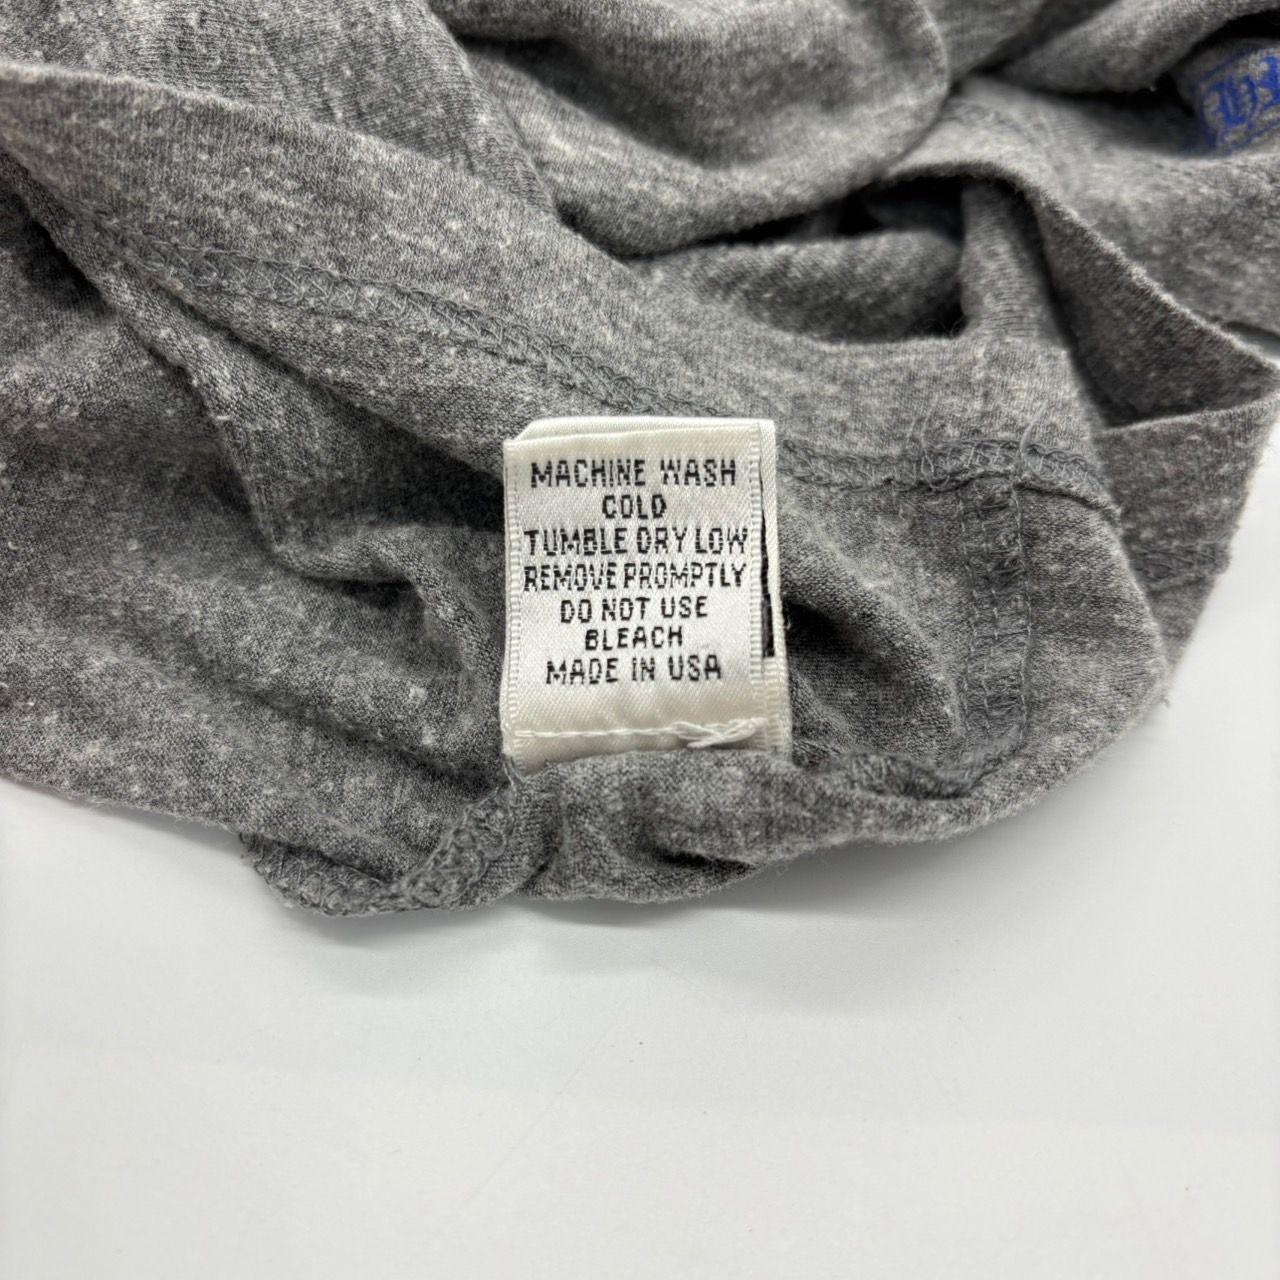 MACHINE WASH
COLD
TUMBLE DRY LOW
REMOVE PROMPTLY
DO NOT USE
BLEACH
MADE IN USA